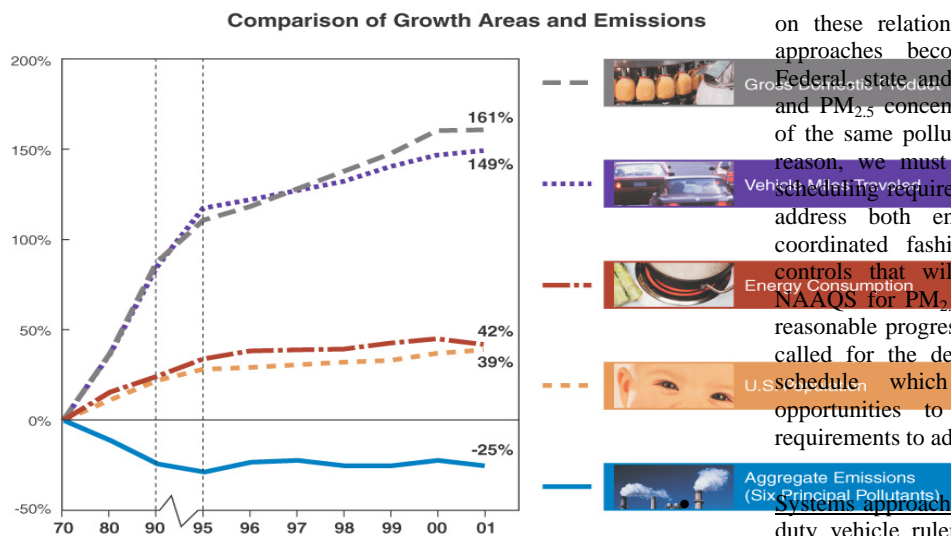 Comparison of Growth Areas and Emissions
200%
150%
100%
50%
0%
-50%
161%
149%
42%
39%
-25%
70 80 90 95 96 97 98 99 00 01
Gross Domestic Product
Vehicle Miles Traveled
Energy Consumption
U.S. Population
Aggregate Emissions
(Six Principal Pollutants)
on these relation
approaches beco
Federal, state and
and PM2.5 concen
of the same pollu
reason, we must
scheduling require
address both en
coordinated fashi
controls that wil
NAAQS for PM2.
reasonable progres
called for the de
schedule which
opportunities to
requirements to ad
Systems approach
duty vehicle rule